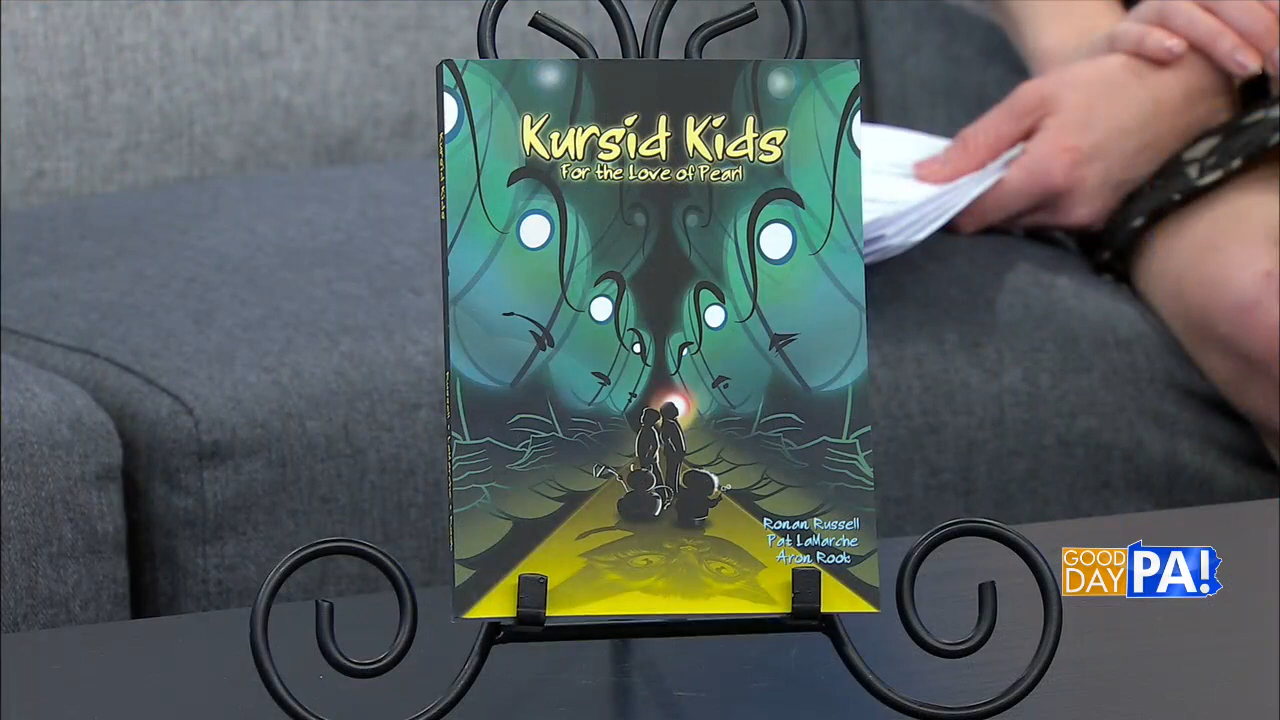 Kursid Kids
For the Love of Pearl
Ronan Russell
Pat LaMarche
Aron Rook
GOOD
DAY
PA!